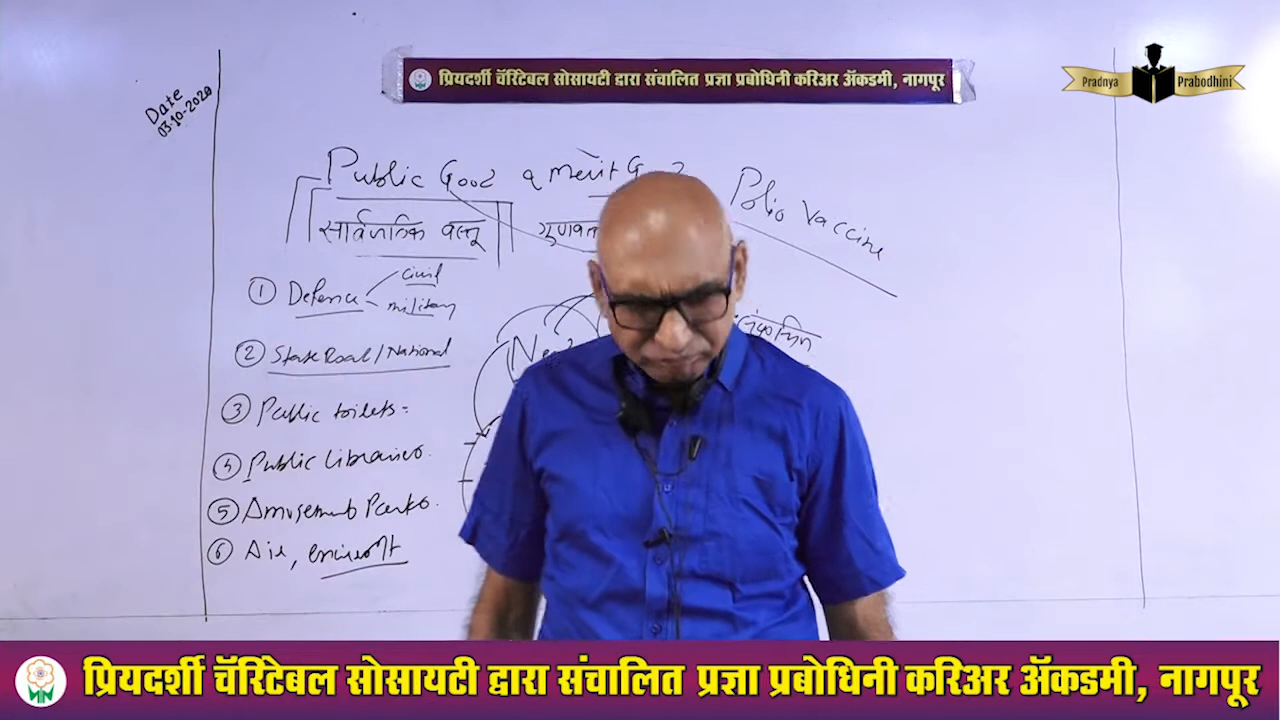 प्रियदर्शी चॅरिटेबल सोसायटी द्वारा संचालित प्रज्ञा प्रबोधिनी करिअर ॲकडमी, नागपूर
Pradnya Prabodhini
Date
03-10-2020
Public Good & merit G
Polio Vaccine
सार्वजनिक वस्तू
① Defence
civil
military
② State Road/National
③ Public toilets
④ Public Libraries
⑤ Amusement Parks.
⑥ Air,
प्रियदर्शी चॅरिटेबल सोसायटी द्वारा संचालित प्रज्ञा प्रबोधिनी करिअर ॲकडमी, नागपूर